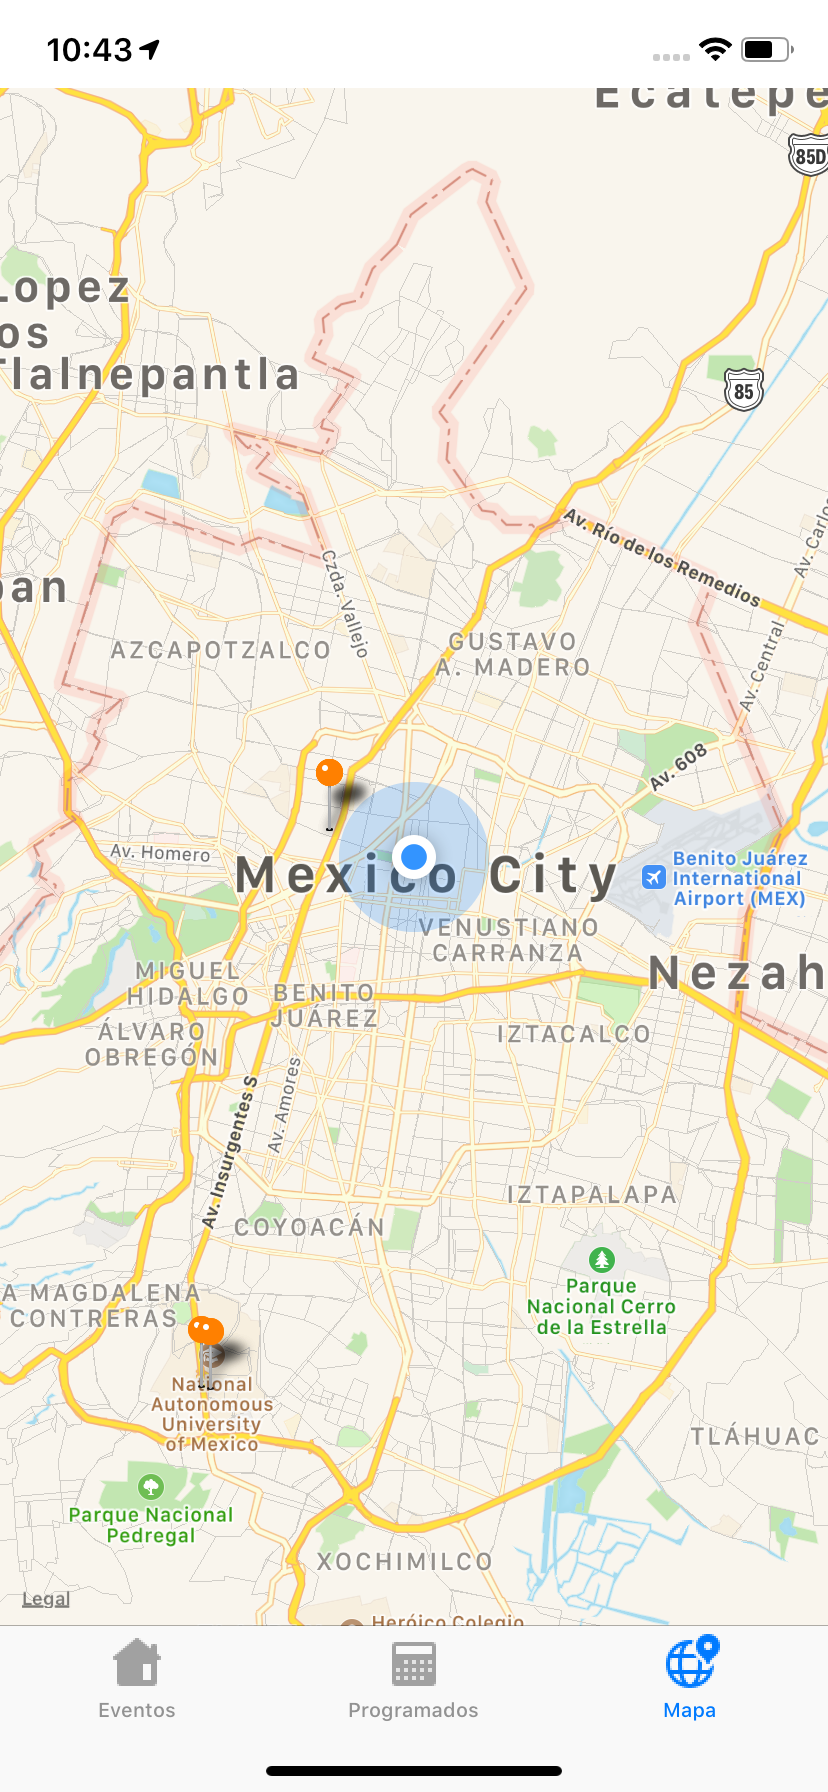 10:43
Ecatepe
85D
Lopez
os
Tlalnepantla
85
Av. Río de los Remedios
Av. Carlos
pan
Czda. Vallejo
AZCAPOTZALCO
GUSTAVO
A. MADERO
Av. Central
Av. 608
Av. Homero
Mexico City
Benito Juárez
International
Airport (MEX)
VENUSTIANO
CARRANZA
MIGUEL
HIDALGO
BENITO
JUÁREZ
Nezah
ÁLVARO
OBREGÓN
IZTACALCO
Av. Amores
Av. Insurgentes S
IZTAPALAPA
COYOACÁN
A MAGDALENA
CONTRERAS
Parque
Nacional Cerro
de la Estrella
National
Autonomous
University
of Mexico
TLÁHUAC
Parque Nacional
Pedregal
XOCHIMILCO
Legal
Heróico Colegio
Eventos
Programados
Mapa